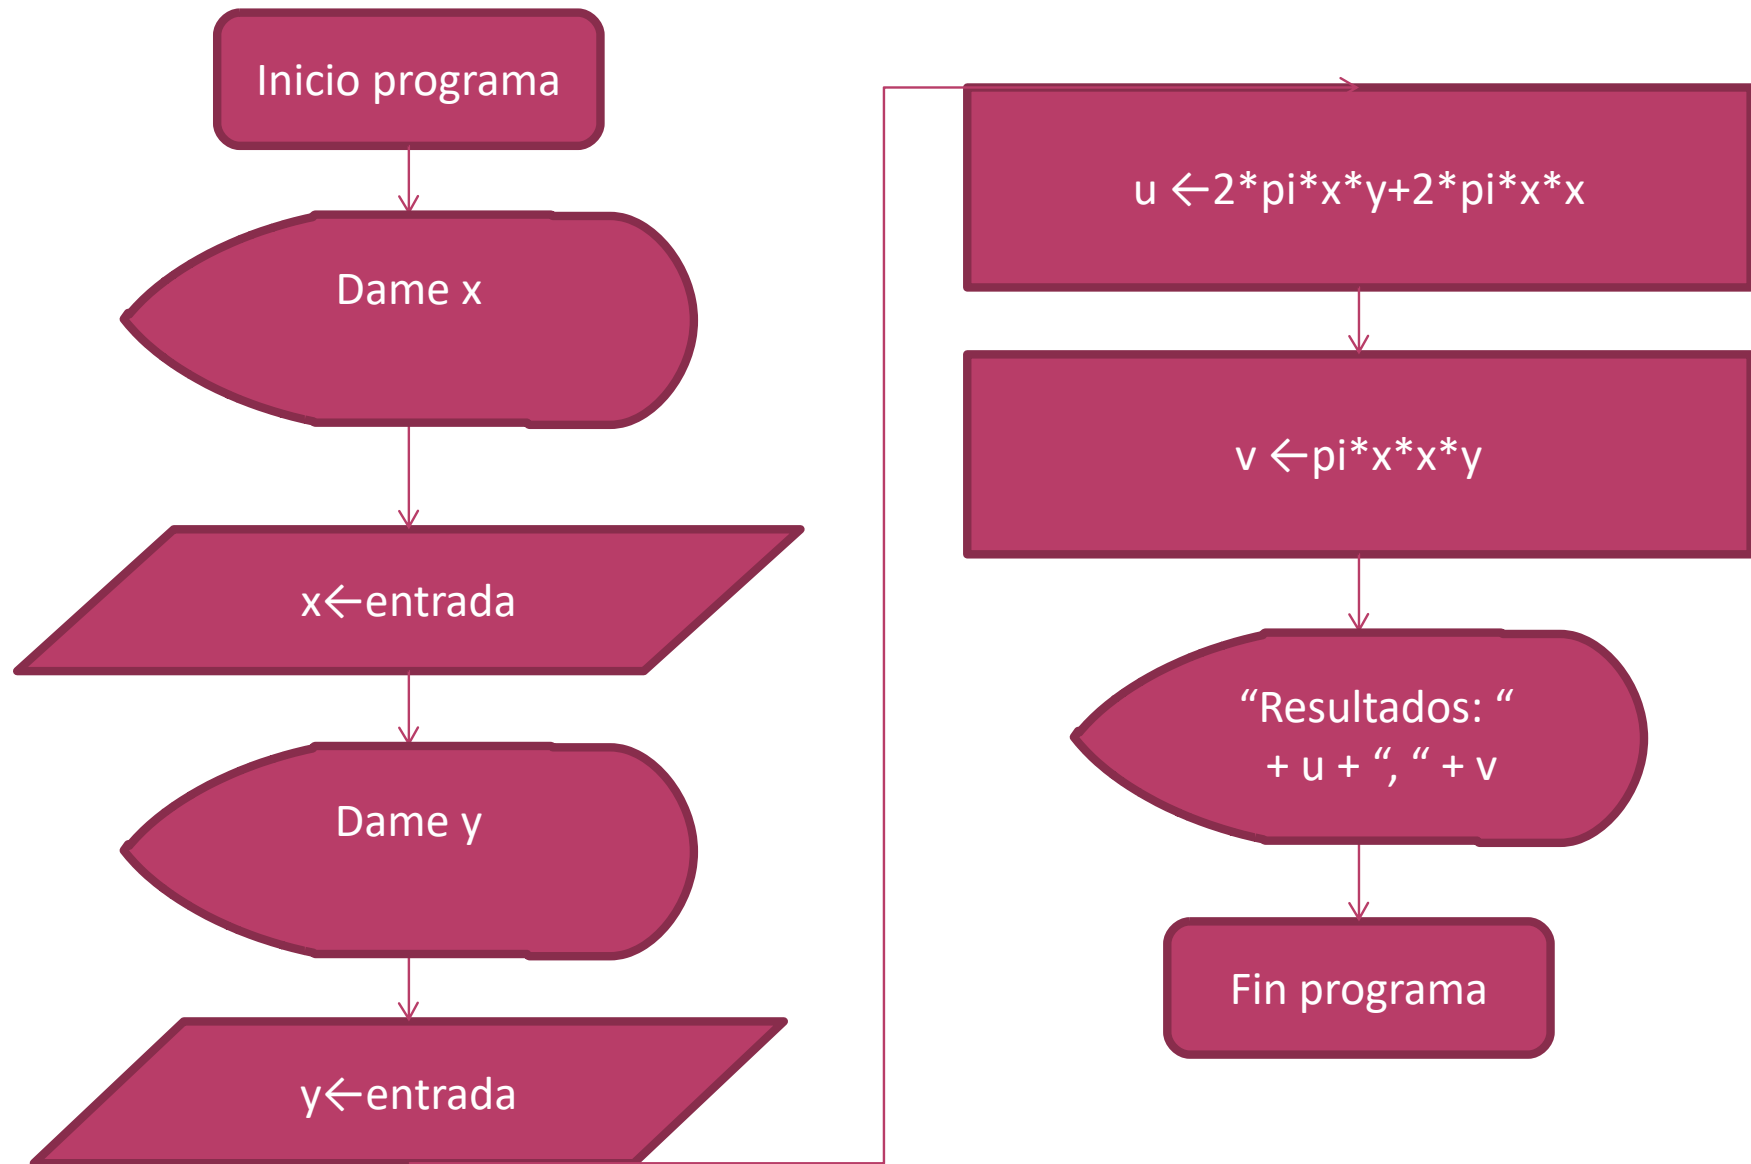 Inicio programa
Dame x
x←entrada
Dame y
y←entrada
u ←2*pi*x*y+2*pi*x*x
v ←pi*x*x*y
“Resultados: “
+ u + “, “ + v
Fin programa